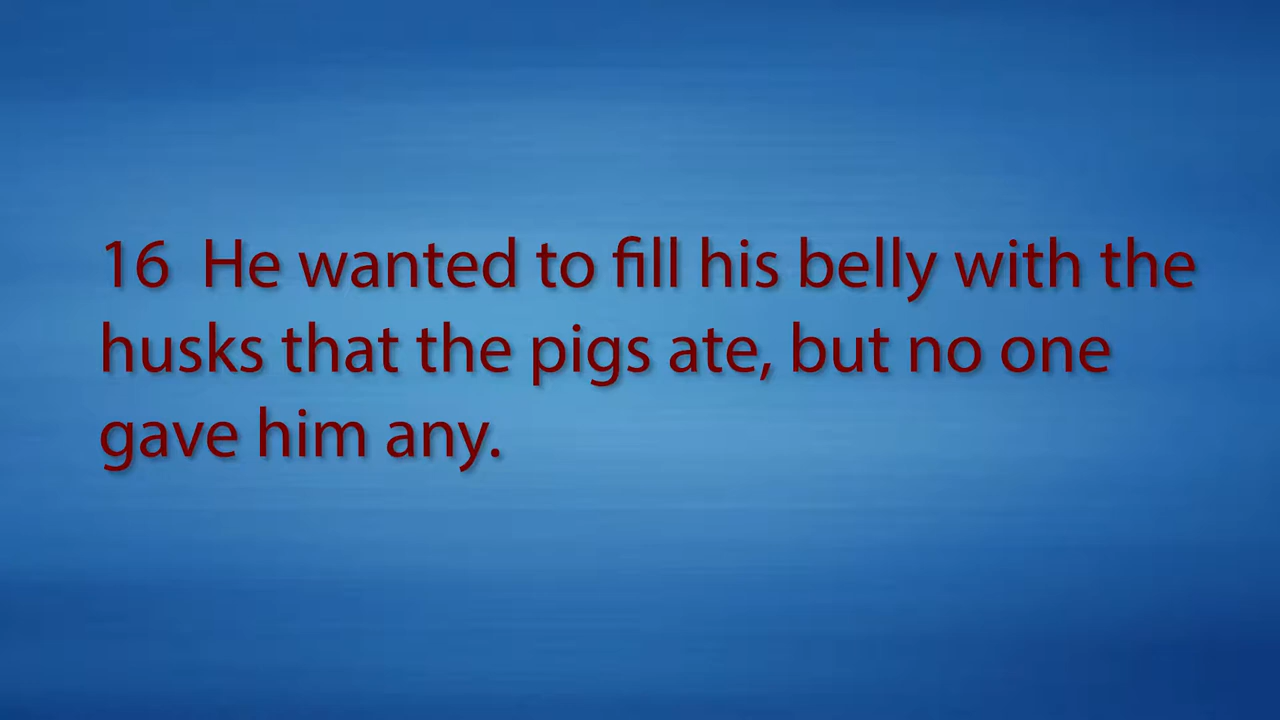 16  He wanted to fill his belly with the
husks that the pigs ate, but no one
gave him any.